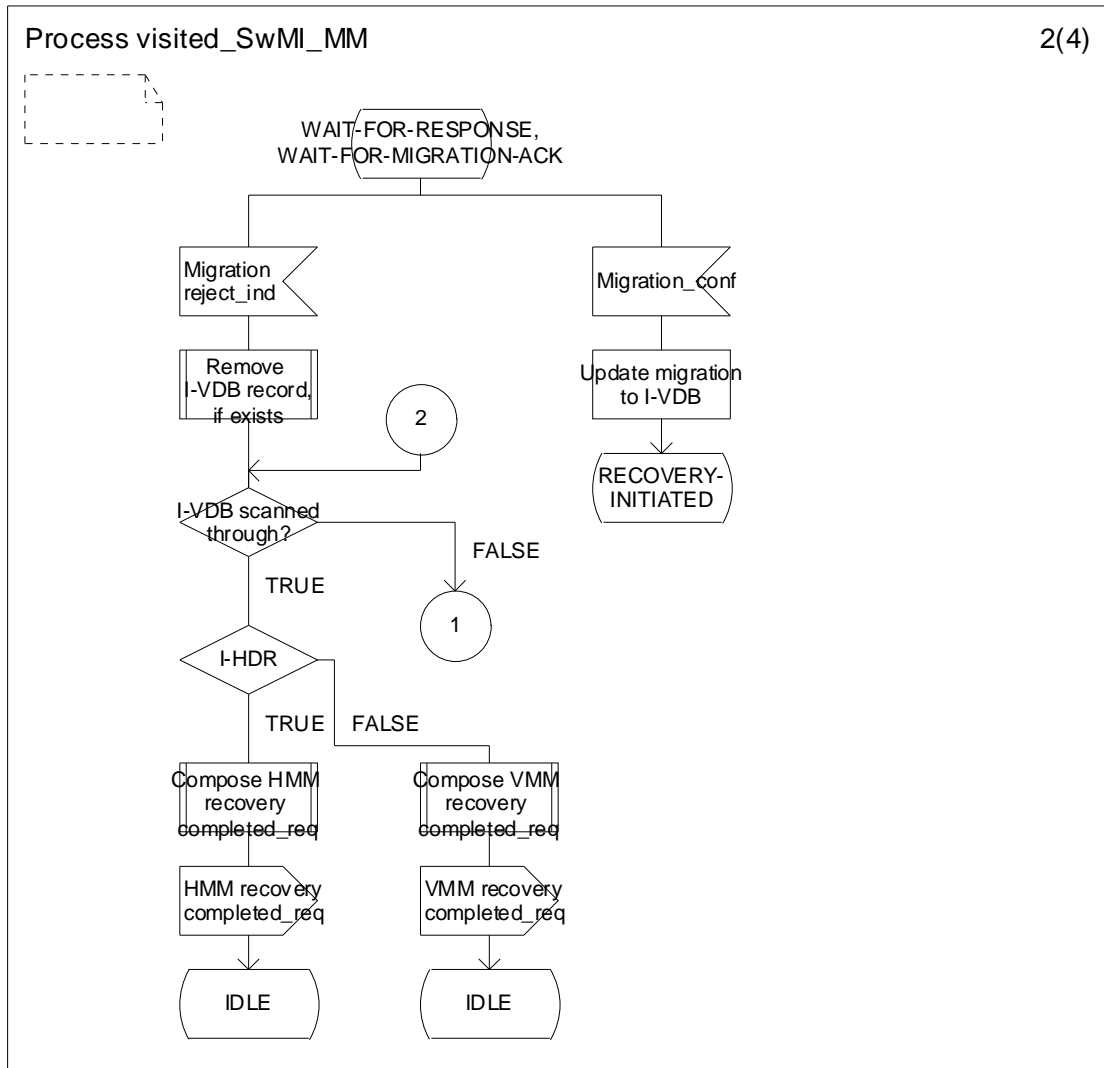 Process visited_SwMI_MM
2(4)
WAIT-FOR-RESPONSE,
WAIT-FOR-MIGRATION-ACK
Migration
reject_ind
Migration_conf
Remove
I-VDB record,
if exists
Update migration
to I-VDB
2
RECOVERY-
INITIATED
I-VDB scanned
through?
FALSE
TRUE
1
I-HDR
TRUE
FALSE
Compose HMM
recovery
completed_req
Compose VMM
recovery
completed_req
HMM recovery
completed_req
VMM recovery
completed_req
IDLE
IDLE